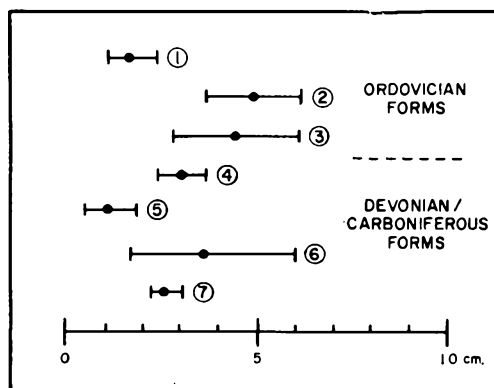 ①
②
ORDOVICIAN
FORMS
③
④
DEVONIAN /
CARBONIFEROUS
FORMS
⑤
⑥
⑦
0 5 10 cm.